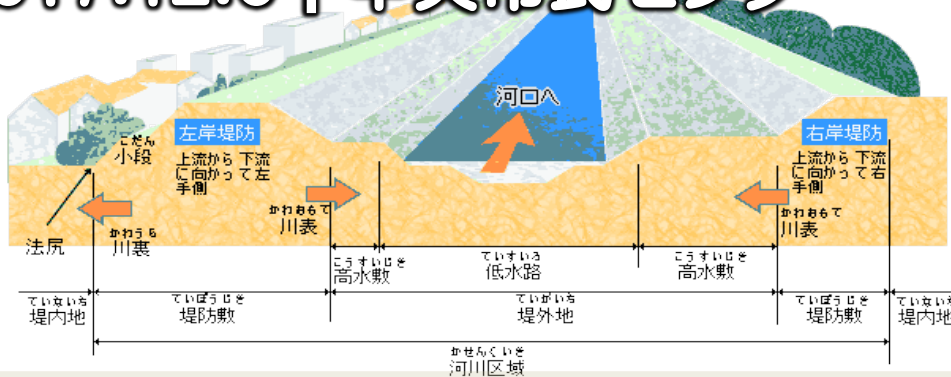 河口へ
左岸堤防
上流から下流
に向かって左
手側
右岸堤防
上流から下流
に向かって右
手側
こだん
小段
法尻
かわうら
川裏
かわおもて
川表
かわおもて
川表
こうすいじき
高水敷
ていすいろ
低水路
こうすいじき
高水敷
ていないち
堤内地
ていぼうじき
堤防敷
ていがいち
堤外地
ていぼうじき
堤防敷
ていないち
堤内地
かせんくいき
河川区域